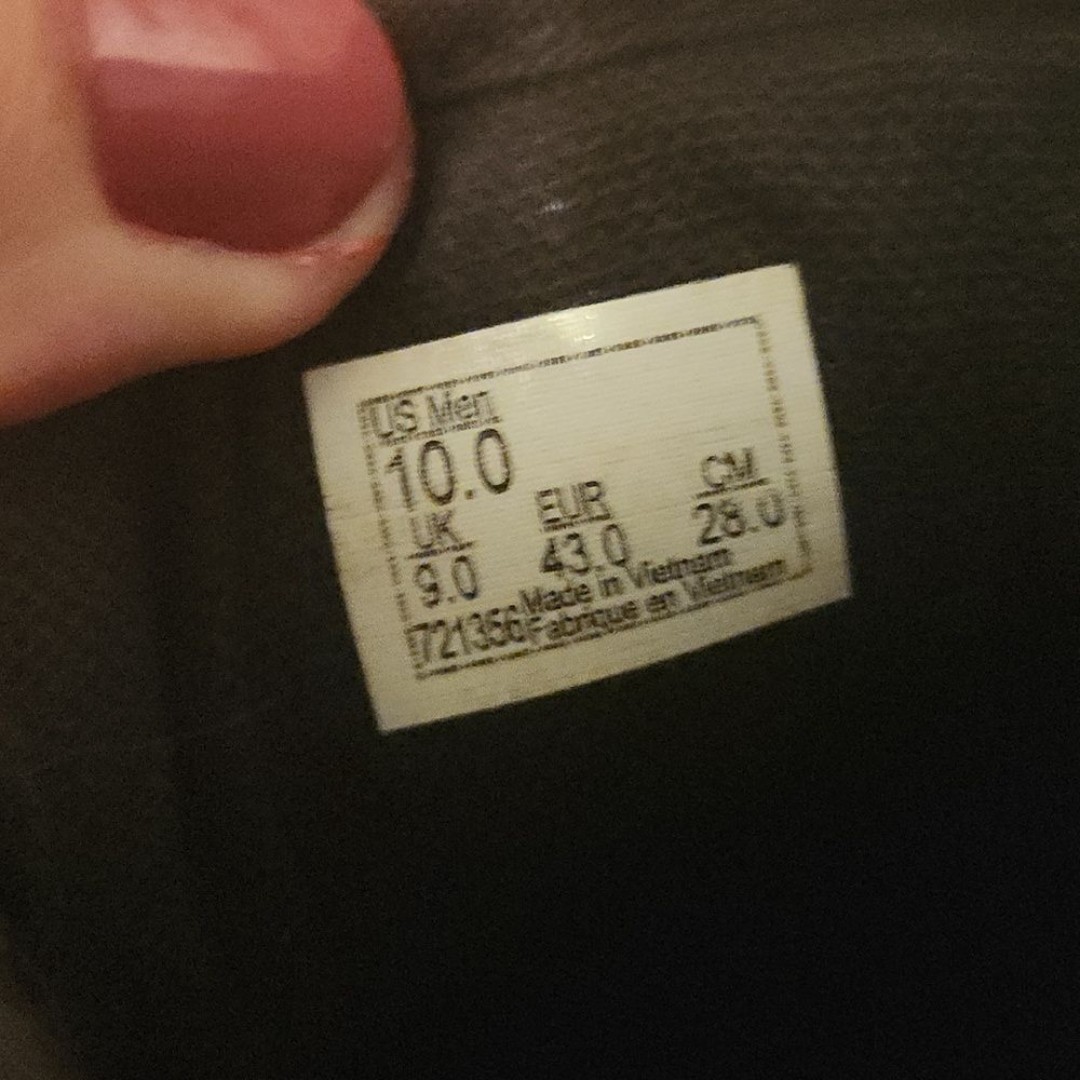 US Men
10.0
UK EUR CM
9.0 43.0 28.0
Made in Vietnam
721356 Fabrique en Vietnam